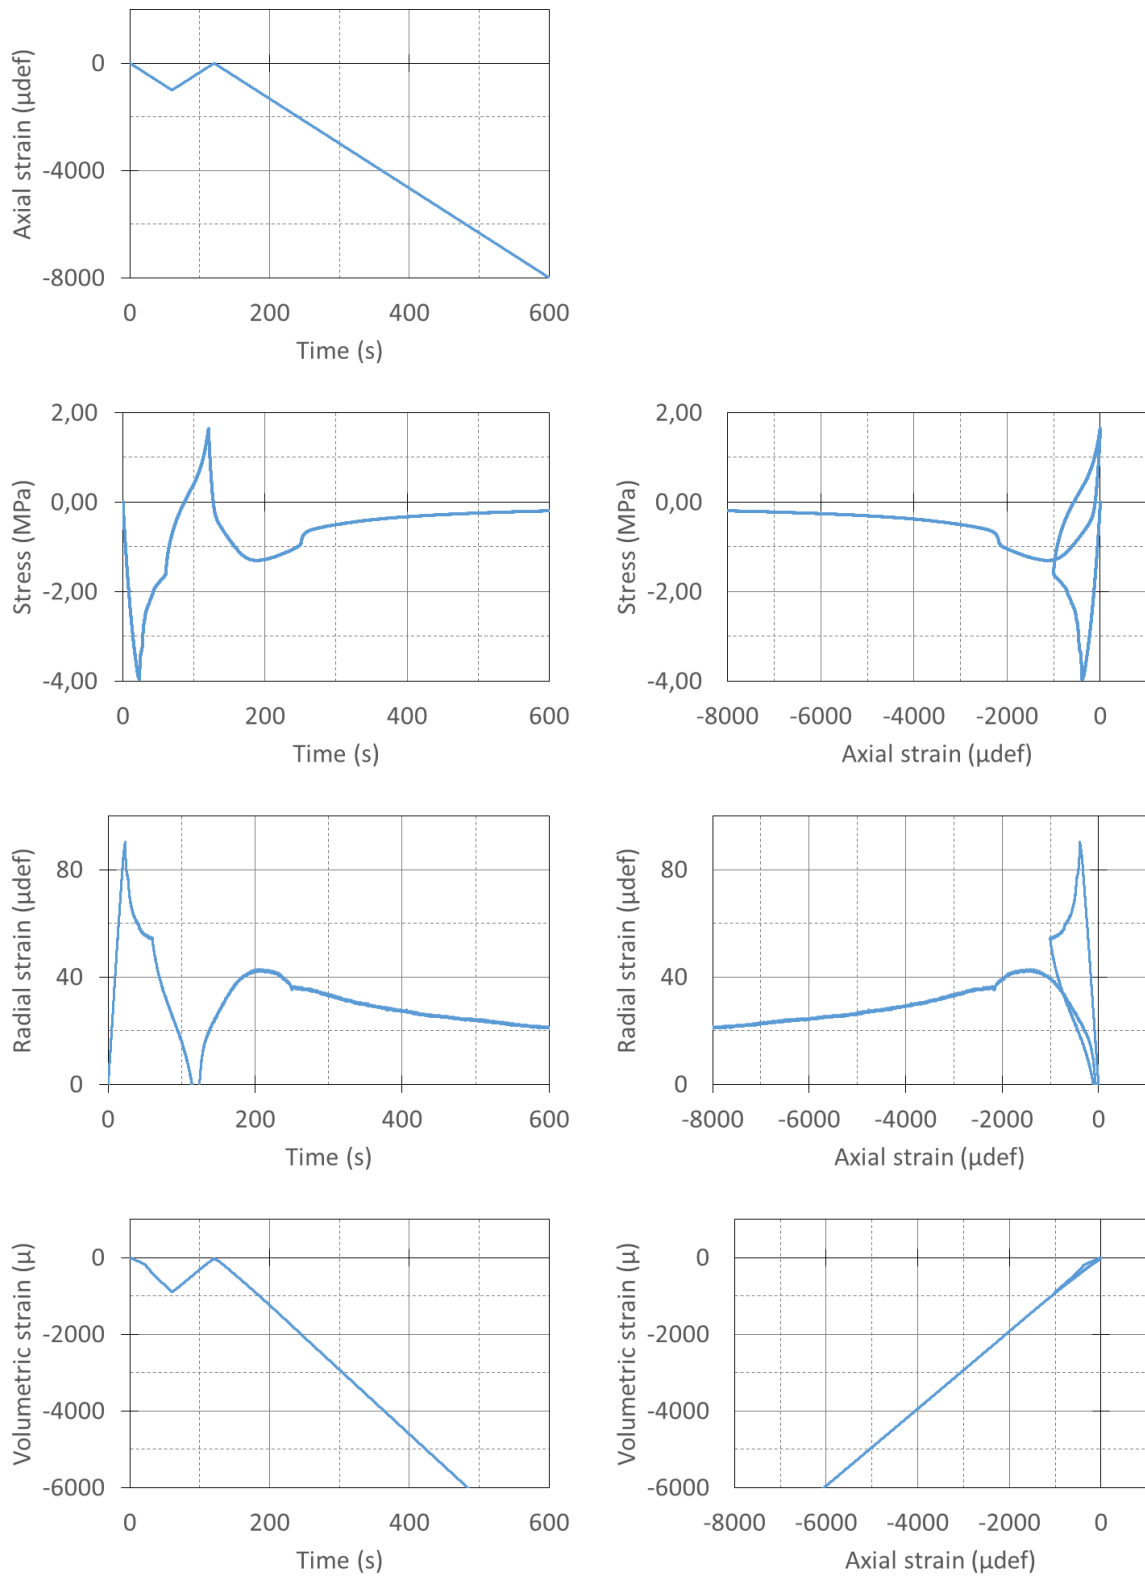 Axial strain (µdef)
0
-4000
-8000
0 200 400 600
Time (s)
Stress (MPa)
2,00
0,00
-2,00
-4,00
0 200 400 600
Time (s)
Stress (MPa)
2,00
0,00
-2,00
-4,00
-8000 -6000 -4000 -2000 0
Axial strain (µdef)
Radial strain (µdef)
80
40
0
0 200 400 600
Time (s)
Radial strain (µdef)
80
40
0
-8000 -6000 -4000 -2000 0
Axial strain (µdef)
Volumetric strain (µ)
0
-2000
-4000
-6000
0 200 400 600
Time (s)
Volumetric strain (µ)
0
-2000
-4000
-6000
-8000 -6000 -4000 -2000 0
Axial strain (µdef)